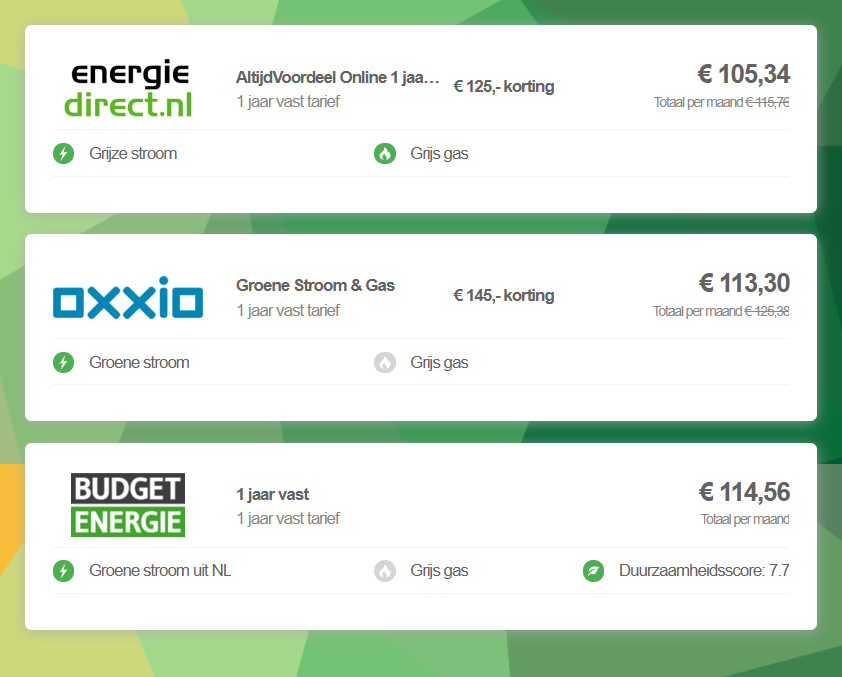 energie
direct.nl
AltijdVoordeel Online 1 jaa...
€ 125,- korting
€ 105,34
1 jaar vast tarief
Totaal per maand € 115,76
Grijze stroom
Grijs gas
oxxio
Groene Stroom & Gas
€ 145,- korting
€ 113,30
1 jaar vast tarief
Totaal per maand € 125,38
Groene stroom
Grijs gas
BUDGET
ENERGIE
1 jaar vast
€ 114,56
1 jaar vast tarief
Totaal per maand
Groene stroom uit NL
Grijs gas
Duurzaamheidsscore: 7.7